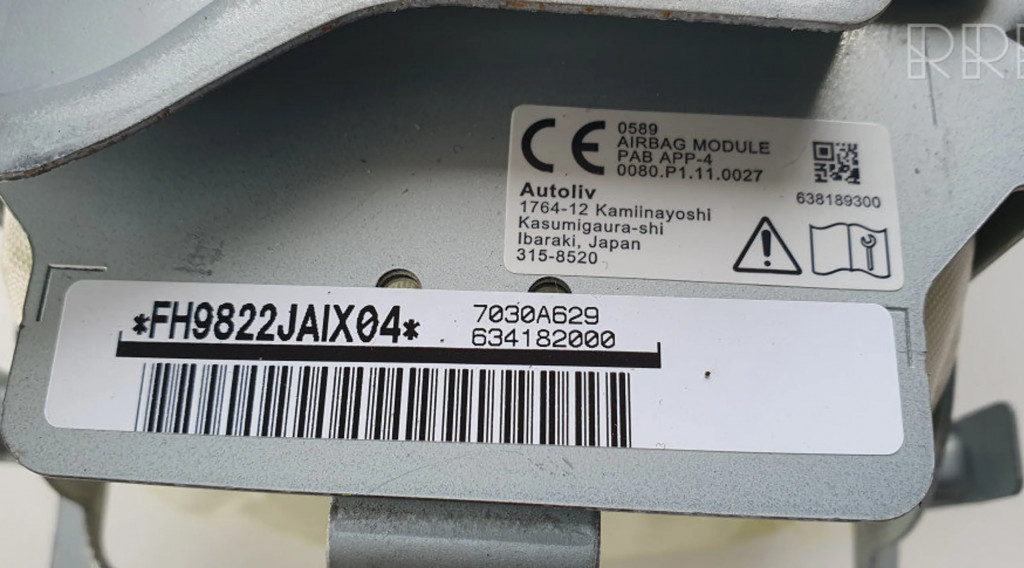 RRR
CE 0589
AIRBAG MODULE
PAB APP-4
0080.P1.11.0027
638189300
Autoliv
1764-12 Kamiinayoshi
Kasumigaura-shi
Ibaraki, Japan
315-8520
*FH9822JAIX04*
7030A629
634182000